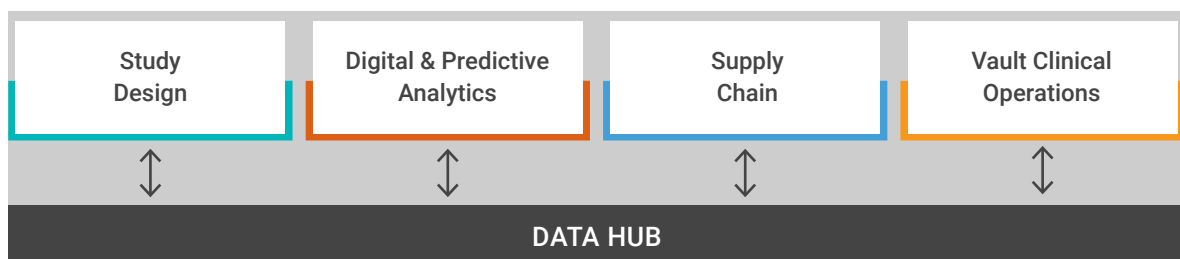 Study
Design
Digital & Predictive
Analytics
Supply
Chain
Vault Clinical
Operations
DATA HUB